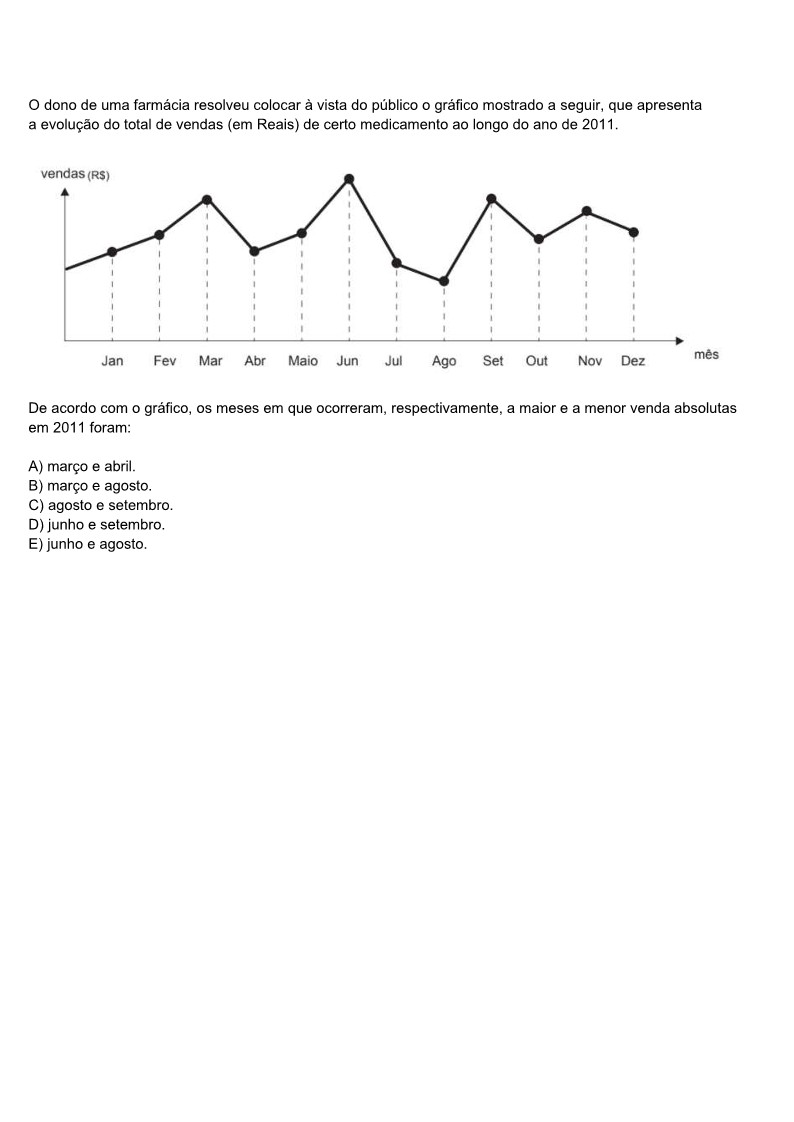 O dono de uma farmácia resolveu colocar à vista do público o gráfico mostrado a seguir, que apresenta
a evolução do total de vendas (em Reais) de certo medicamento ao longo do ano de 2011.
vendas (R$)
Jan Fev Mar Abr Maio Jun Jul Ago Set Out Nov Dez mês
De acordo com o gráfico, os meses em que ocorreram, respectivamente, a maior e a menor venda absolutas
em 2011 foram:
A) março e abril.
B) março e agosto.
C) agosto e setembro.
D) junho e setembro.
E) junho e agosto.